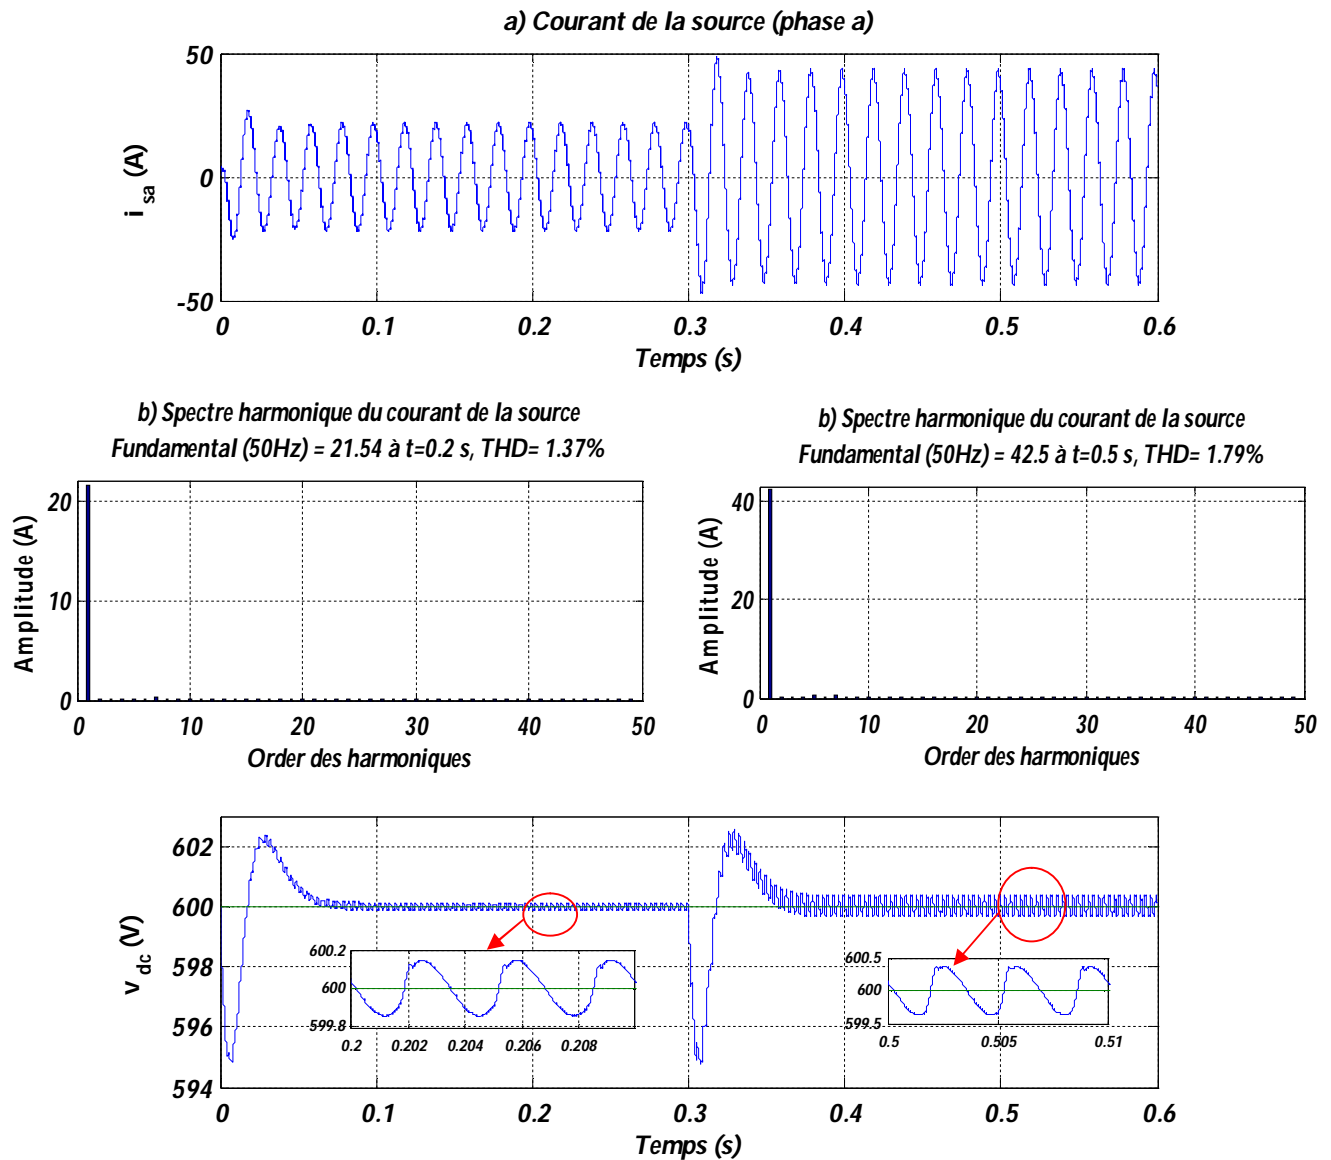 a) Courant de la source (phase a)
50
0
-50
i sa (A)
0 0.1 0.2 0.3 0.4 0.5 0.6
Temps (s)
b) Spectre harmonique du courant de la source
Fundamental (50Hz) = 21.54 à t=0.2 s, THD= 1.37%
20
10
0
Amplitude (A)
0 10 20 30 40 50
Order des harmoniques
b) Spectre harmonique du courant de la source
Fundamental (50Hz) = 42.5 à t=0.5 s, THD= 1.79%
40
20
0
Amplitude (A)
0 10 20 30 40 50
Order des harmoniques
602
600
598
596
594
v dc (V)
600.2
600
599.8
0.2 0.202 0.204 0.206 0.208
600.5
600
599.5
0.5 0.505 0.51
0 0.1 0.2 0.3 0.4 0.5 0.6
Temps (s)